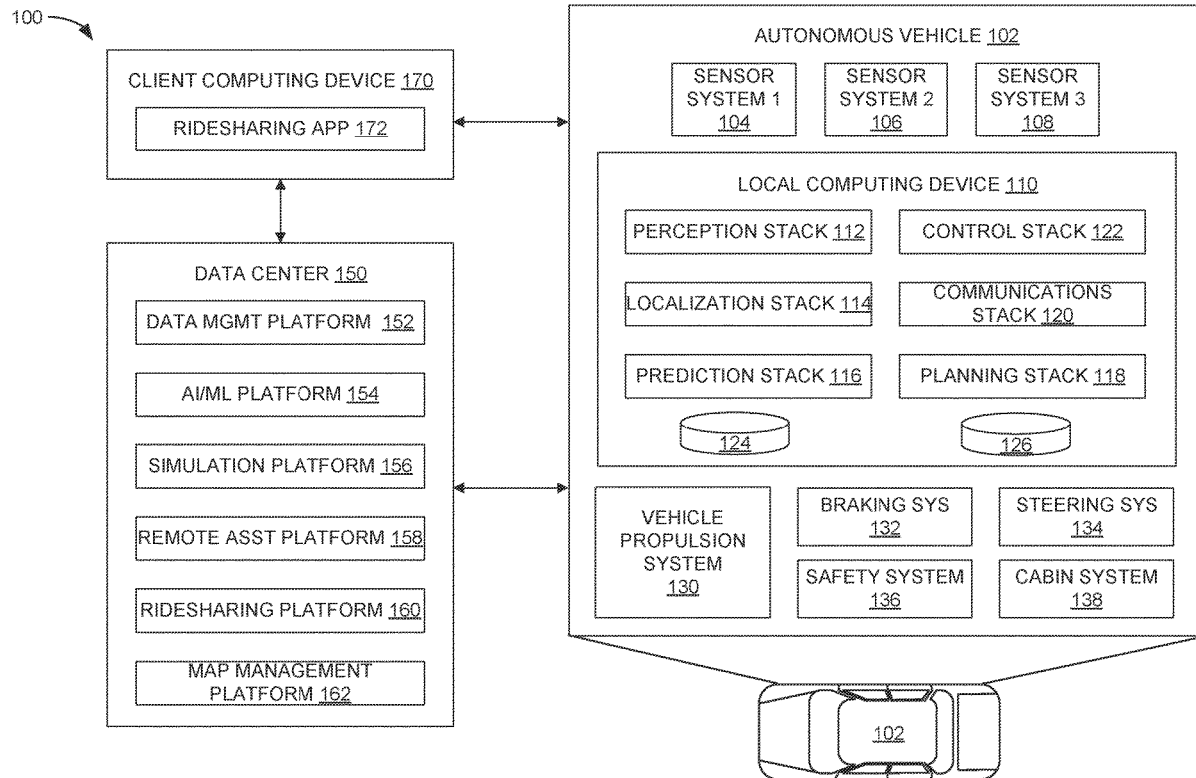 100
CLIENT COMPUTING DEVICE 170
RIDESHARING APP 172
DATA CENTER 150
DATA MGMT PLATFORM 152
AI/ML PLATFORM 154
SIMULATION PLATFORM 156
REMOTE ASST PLATFORM 158
RIDESHARING PLATFORM 160
MAP MANAGEMENT
PLATFORM 162
AUTONOMOUS VEHICLE 102
SENSOR
SYSTEM 1
104
SENSOR
SYSTEM 2
106
SENSOR
SYSTEM 3
108
LOCAL COMPUTING DEVICE 110
PERCEPTION STACK 112
CONTROL STACK 122
LOCALIZATION STACK 114
COMMUNICATIONS
STACK 120
PREDICTION STACK 116
PLANNING STACK 118
124
126
VEHICLE
PROPULSION
SYSTEM
130
BRAKING SYS
132
STEERING SYS
134
SAFETY SYSTEM
136
CABIN SYSTEM
138
102